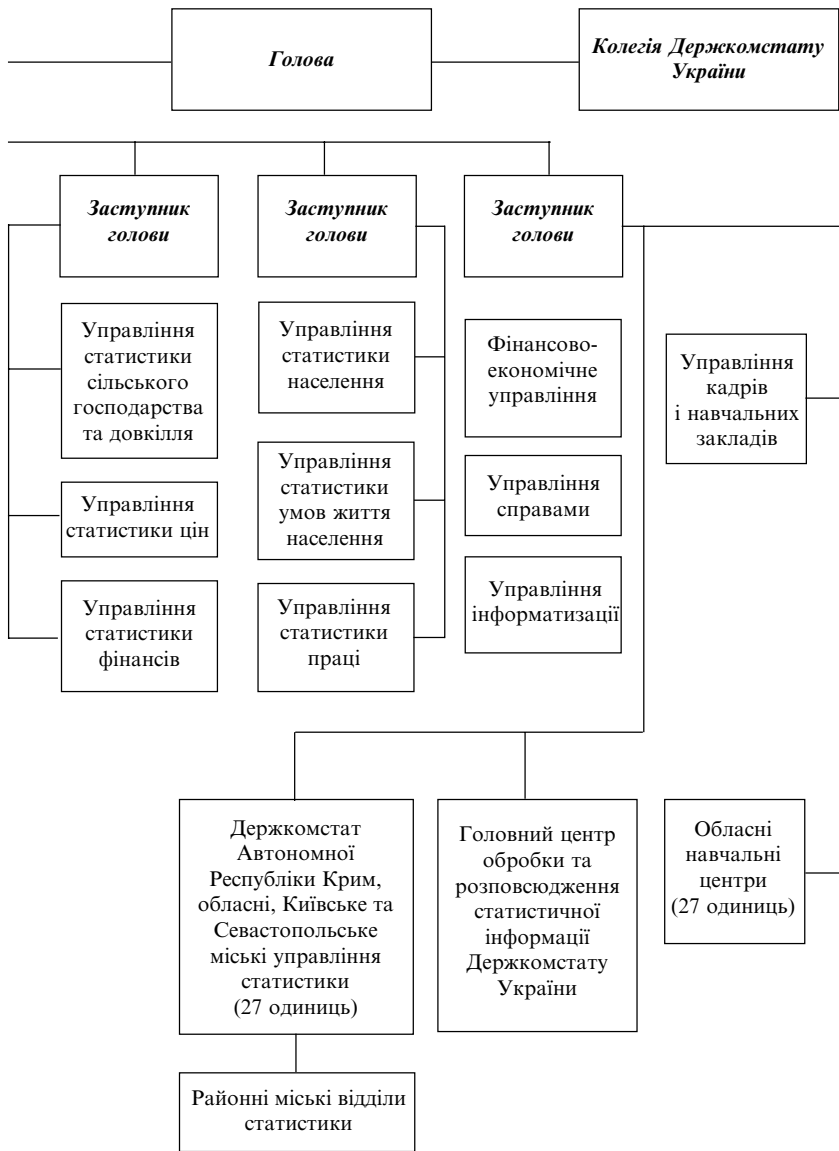 Голова
Колегія Держкомстату
України
Заступник
голови
Заступник
голови
Заступник
голови
Управління
статистики
сільського
господарства
та довкілля
Управління
статистики
населення
Фінансово-
економічне
управління
Управління
кадрів
і навчальних
закладів
Управління
статистики цін
Управління
статистики
умов життя
населення
Управління
справами
Управління
статистики
фінансів
Управління
статистики
праці
Управління
інформатизації
Держкомстат
Автономної
Республіки Крим,
обласні, Київське та
Севастопольське
міські управління
статистики
(27 одиниць)
Головний центр
обробки та
розповсюдження
статистичної
інформації
Держкомстату
України
Обласні
навчальні
центри
(27 одиниць)
Районні міські відділи
статистики